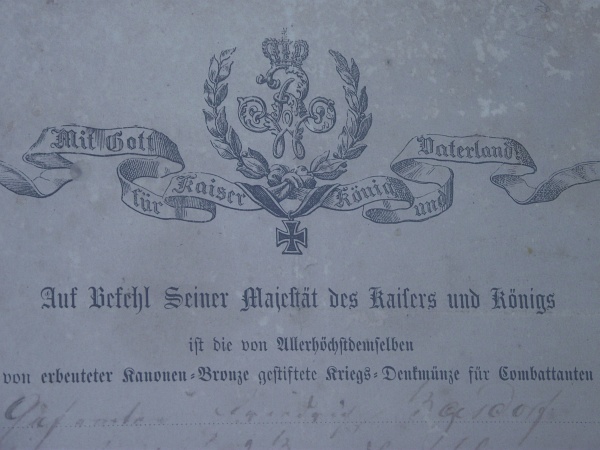 Mit Gott für Kaiser König und Vaterland!
Auf Befehl Seiner Majestät des Kaisers und Königs
ist die von Allerhöchstdemselben
von erbeuteter Kanonen-Bronze gestiftete Kriegs-Denkmünze für Combattanten